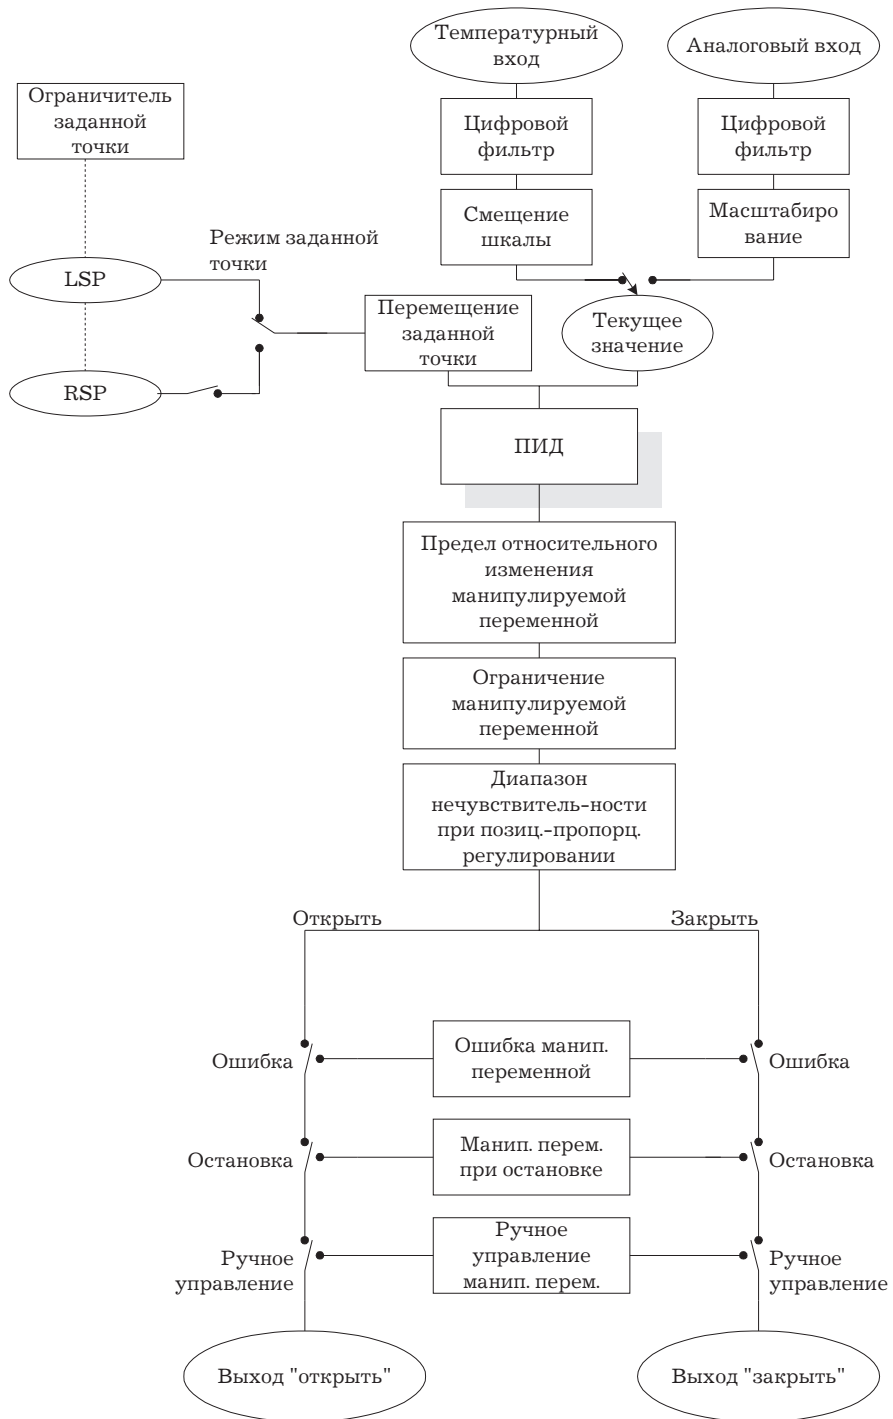 Температурный
вход
Аналоговый вход
Ограничитель
заданной
точки
Цифровой
фильтр
Цифровой
фильтр
Смещение
шкалы
Масштабиро
вание
Режим заданной
точки
LSP
Перемещение
заданной
точки
Текущее
значение
RSP
ПИД
Предел относительного
изменения
манипулируемой
переменной
Ограничение
манипулируемой
переменной
Диапазон
нечувствитель-ности
при позиц.-пропорц.
регулировании
Открыть
Закрыть
Ошибка
Ошибка манип.
переменной
Ошибка
Остановка
Манип. перем.
при остановке
Остановка
Ручное
управление
Ручное
управление
манип. перем.
Ручное
управление
Выход "открыть"
Выход "закрыть"